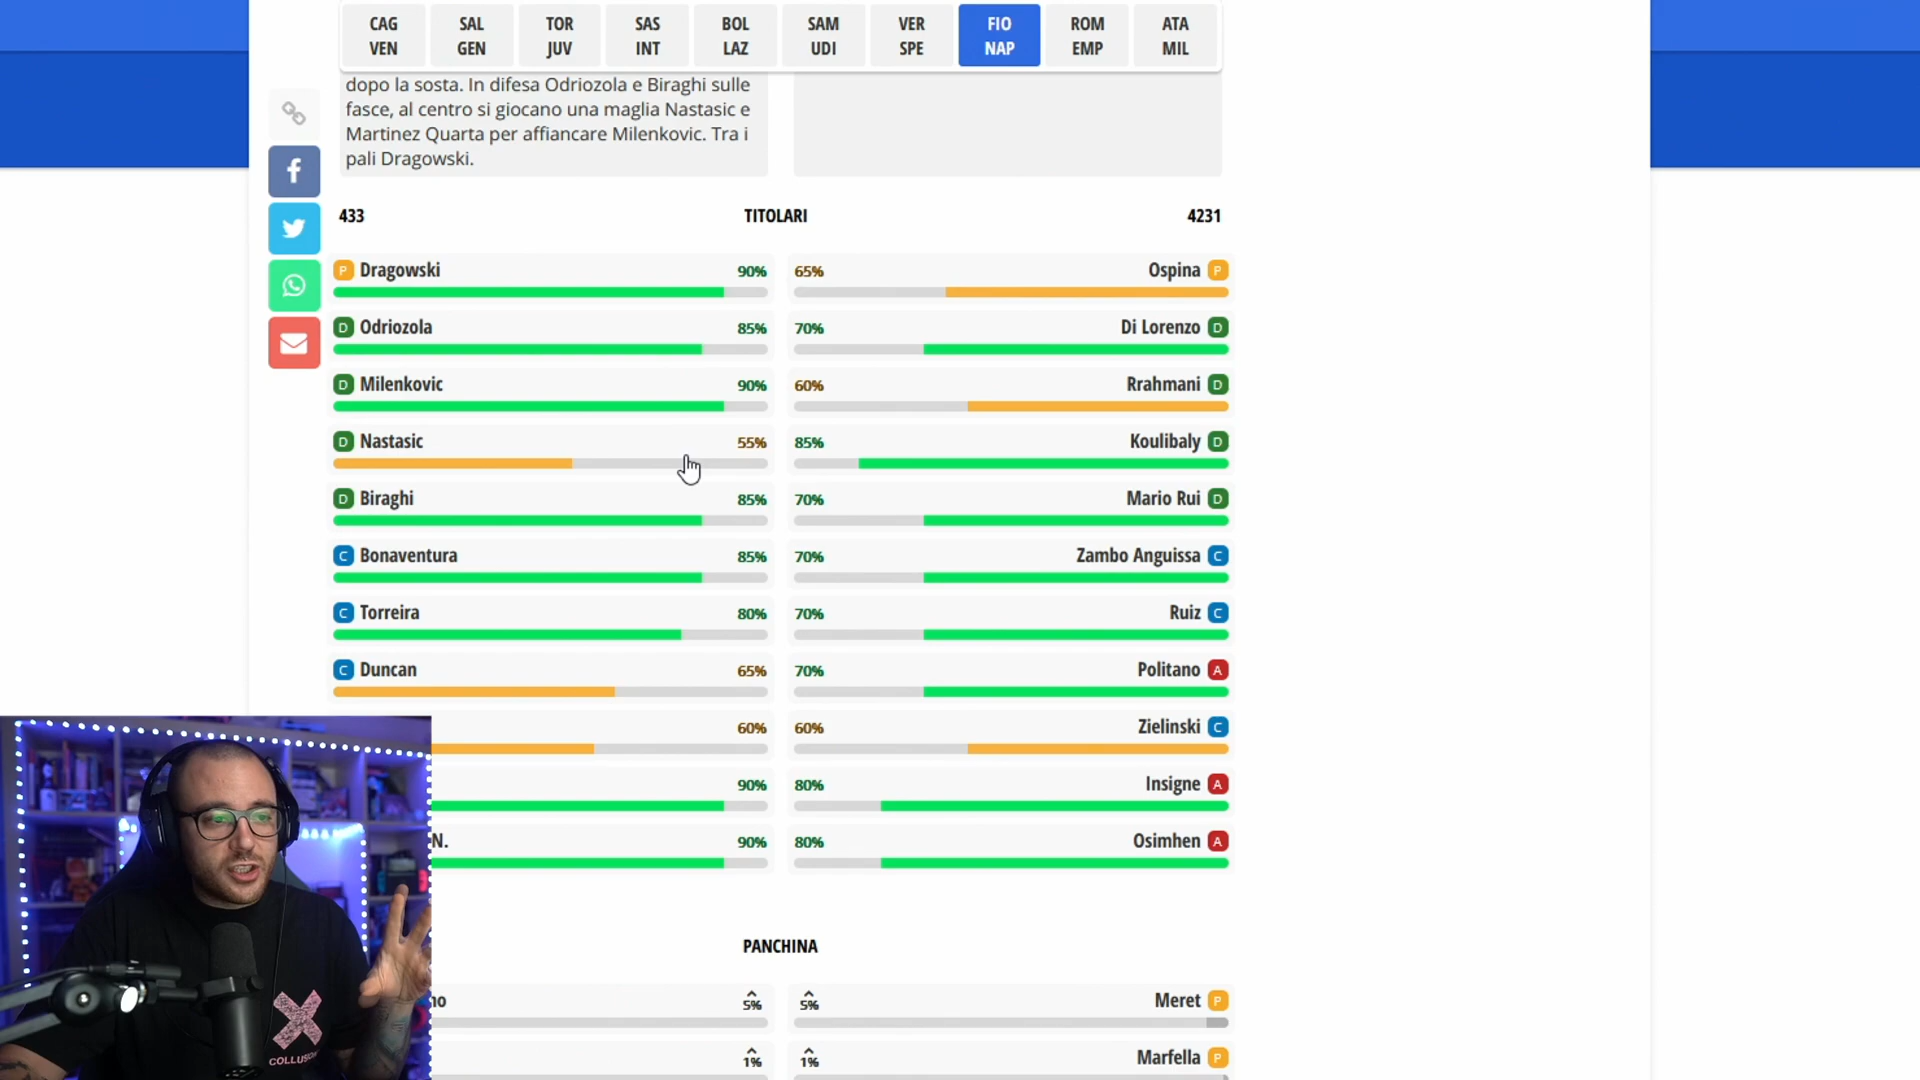 CAG SAL TOR SAS BOL SAM VER FIO ROM ATA
VEN GEN JUV INT LAZ UDI SPE NAP EMP MIL
dopo la sosta. In difesa Odriozola e Biraghi sulle
fasce, al centro si giocano una maglia Nastasic e
Martinez Quarta per affiancare Milenkovic. Tra i
pali Dragowski.
433 TITOLARI 4231
P Dragowski 90% 65% Ospina P
D Odriozola 85% 70% Di Lorenzo D
D Milenkovic 90% 60% Rrahmani D
D Nastasic 55% 85% Koulibaly D
D Biraghi 85% 70% Mario Rui D
C Bonaventura 85% 70% Zambo Anguissa C
C Torreira 80% 70% Ruiz C
C Duncan 65% 70% Politano A
60% 60% Zielinski C
90% 80% Insigne A
N. 90% 80% Osimhen A
PANCHINA
5% 5% Meret P
1% 1% Marfella P